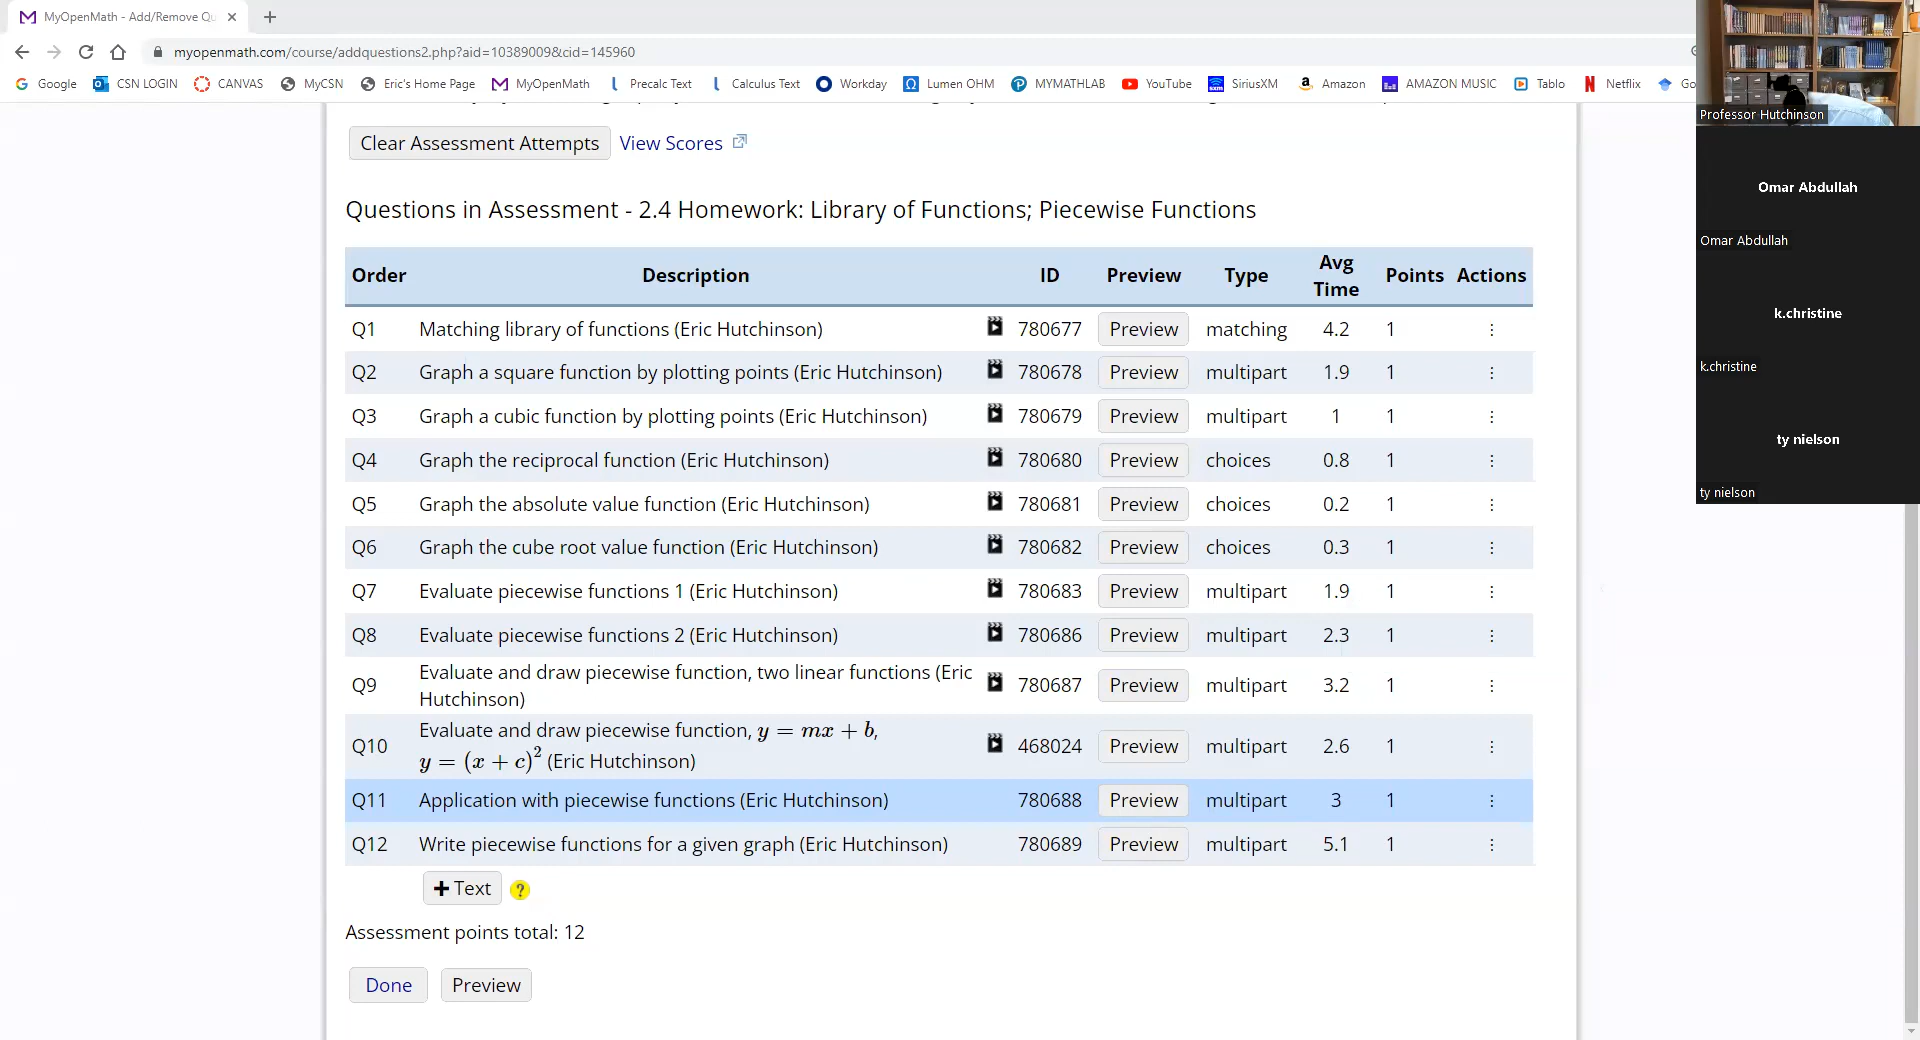 MyOpenMath - Add/Remove Qu
myopenmath.com/course/addquestions2.php?aid=10389009&cid=145960
Google CSN LOGIN CANVAS MyCSN Eric's Home Page MyOpenMath Precalc Text Calculus Text Workday Lumen OHM MYMATHLAB YouTube SiriusXM Amazon AMAZON MUSIC Tablo Netflix Go
Professor Hutchinson
Omar Abdullah
Omar Abdullah
k.christine
k.christine
ty nielson
ty nielson
Clear Assessment Attempts View Scores
Questions in Assessment - 2.4 Homework: Library of Functions; Piecewise Functions
Order Description ID Preview Type Avg Time Points Actions
Q1 Matching library of functions (Eric Hutchinson) 780677 Preview matching 4.2 1
Q2 Graph a square function by plotting points (Eric Hutchinson) 780678 Preview multipart 1.9 1
Q3 Graph a cubic function by plotting points (Eric Hutchinson) 780679 Preview multipart 1 1
Q4 Graph the reciprocal function (Eric Hutchinson) 780680 Preview choices 0.8 1
Q5 Graph the absolute value function (Eric Hutchinson) 780681 Preview choices 0.2 1
Q6 Graph the cube root value function (Eric Hutchinson) 780682 Preview choices 0.3 1
Q7 Evaluate piecewise functions 1 (Eric Hutchinson) 780683 Preview multipart 1.9 1
Q8 Evaluate piecewise functions 2 (Eric Hutchinson) 780686 Preview multipart 2.3 1
Q9 Evaluate and draw piecewise function, two linear functions (Eric Hutchinson) 780687 Preview multipart 3.2 1
Q10 Evaluate and draw piecewise function, y = mx + b, y = (x + c)² (Eric Hutchinson) 468024 Preview multipart 2.6 1
Q11 Application with piecewise functions (Eric Hutchinson) 780688 Preview multipart 3 1
Q12 Write piecewise functions for a given graph (Eric Hutchinson) 780689 Preview multipart 5.1 1
+ Text ?
Assessment points total: 12
Done Preview